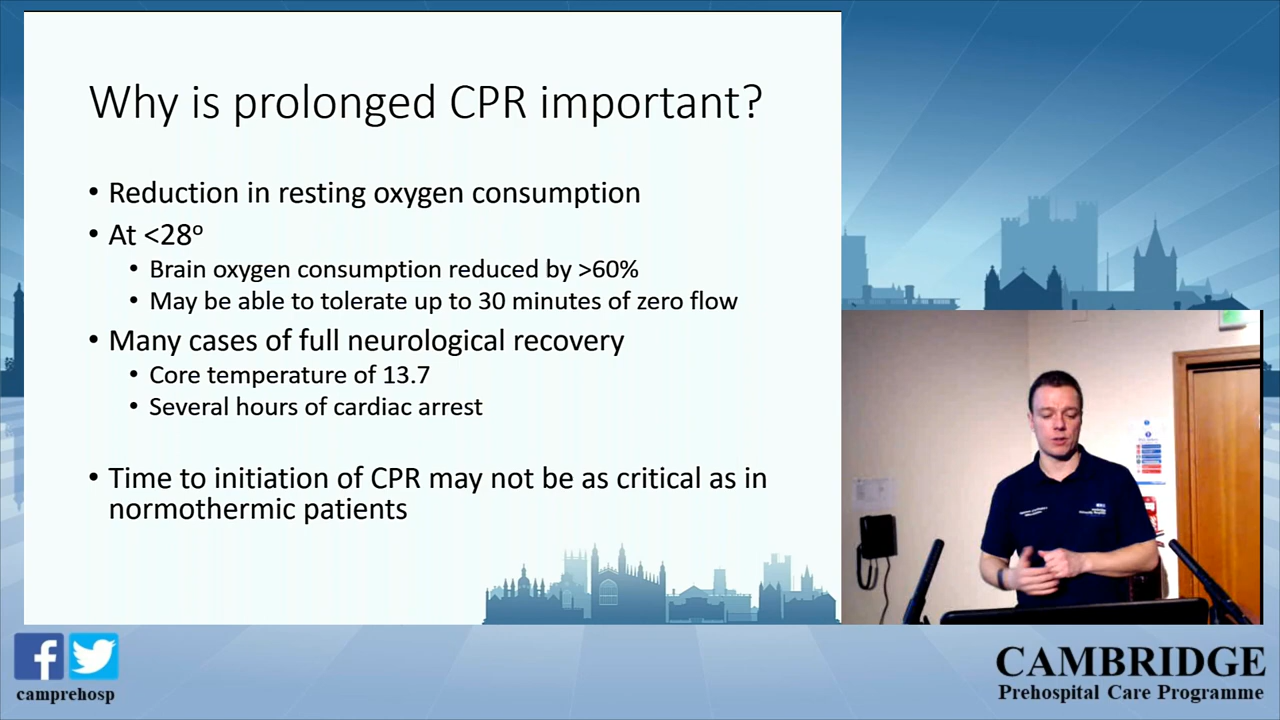 Why is prolonged CPR important?
• Reduction in resting oxygen consumption
• At <28º
• Brain oxygen consumption reduced by >60%
• May be able to tolerate up to 30 minutes of zero flow
• Many cases of full neurological recovery
• Core temperature of 13.7
• Several hours of cardiac arrest
• Time to initiation of CPR may not be as critical as in
normothermic patients
camprehosp
CAMBRIDGE
Prehospital Care Programme